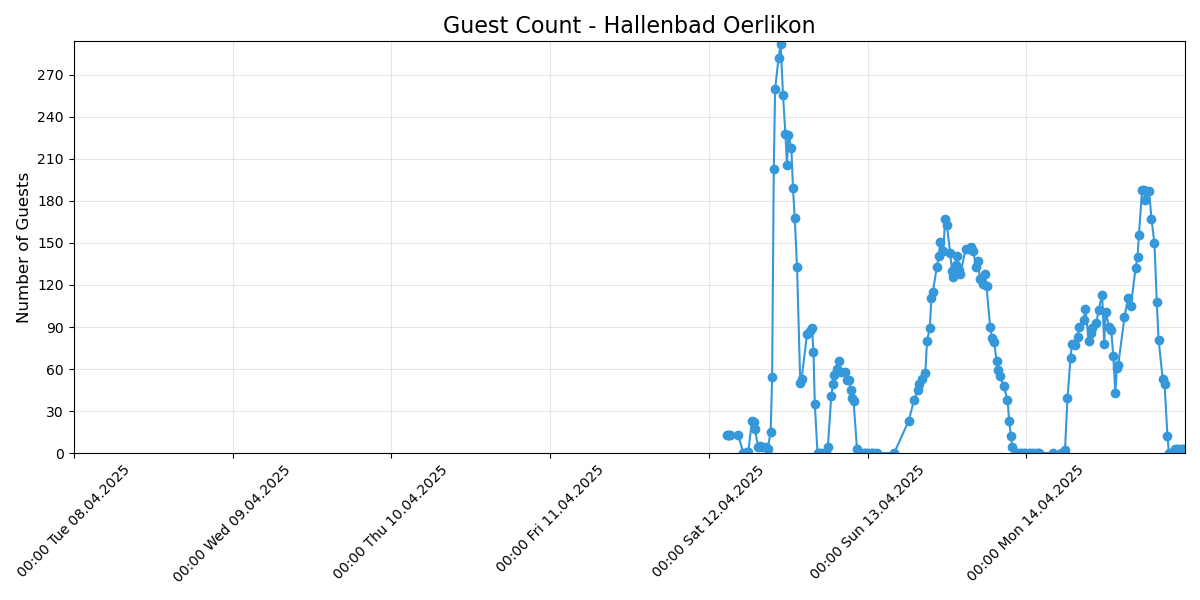 Guest Count - Hallenbad Oerlikon
Number of Guests
270
240
210
180
150
120
90
60
30
0
00:00 Tue 08.04.2025
00:00 Wed 09.04.2025
00:00 Thu 10.04.2025
00:00 Fri 11.04.2025
00:00 Sat 12.04.2025
00:00 Sun 13.04.2025
00:00 Mon 14.04.2025